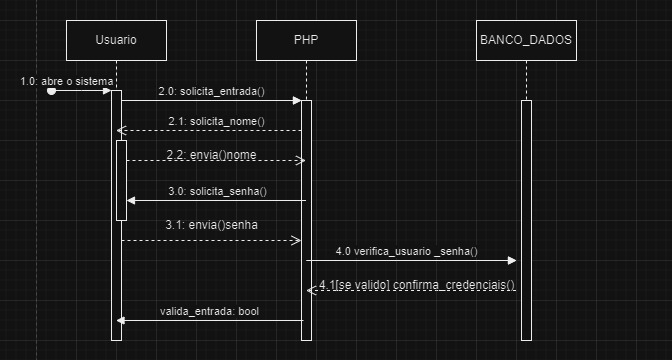 Usuario
PHP
BANCO_DADOS
1.0: abre o sistema
2.0: solicita_entrada()
2.1: solicita_nome()
2.2: envia()nome
3.0: solicita_senha()
3.1: envia()senha
4.0 verifica_usuario _senha()
4.1[se valido] confirma_credenciais()
valida_entrada: bool